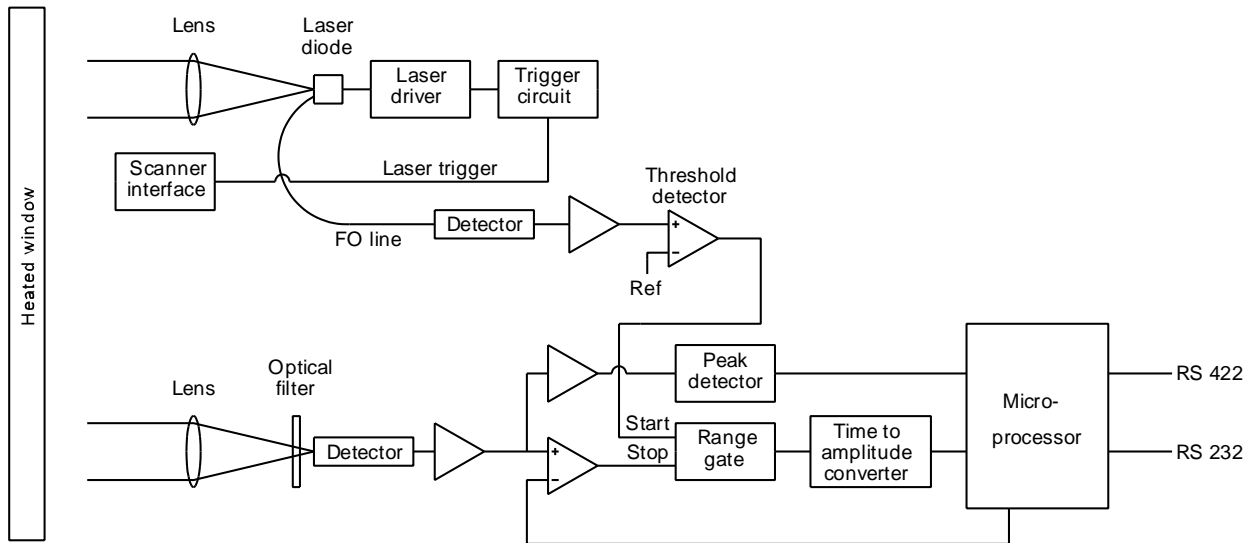 Lens
Laser
diode
Laser
driver
Trigger
circuit
Heated window
Scanner
interface
Laser trigger
Threshold
detector
FO line
Detector
+
−
Ref
Lens
Optical
filter
Peak
detector
Micro-
processor
RS 422
Detector
+
−
Start
Stop
Range
gate
Time to
amplitude
converter
RS 232